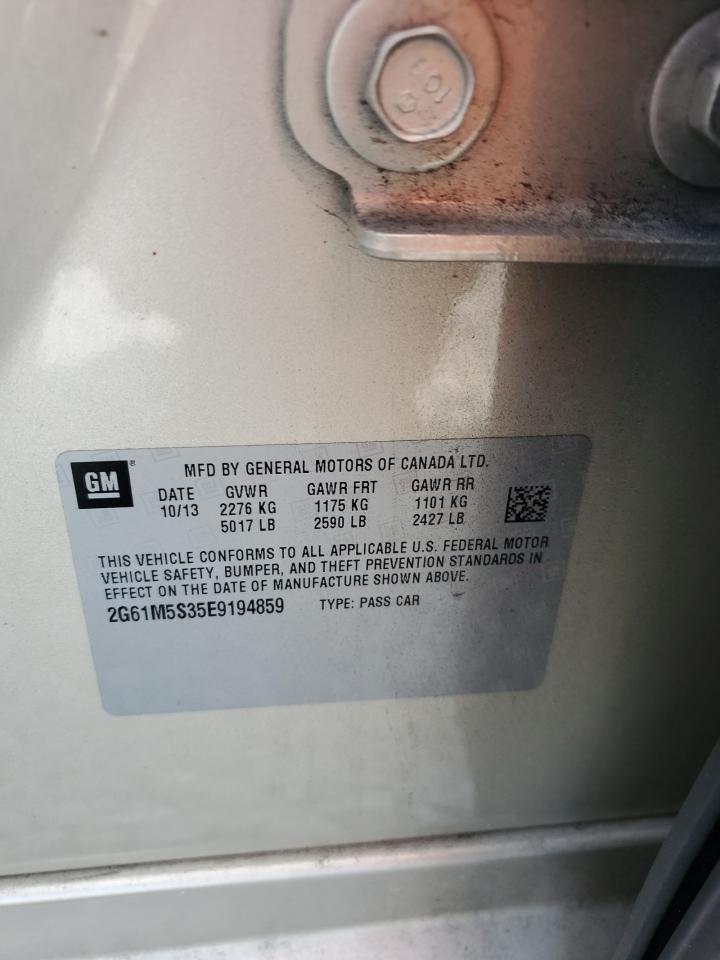 GM
MFD BY GENERAL MOTORS OF CANADA LTD.
DATE GVWR GAWR FRT GAWR RR
10/13 2276 KG 1175 KG 1101 KG
5017 LB 2590 LB 2427 LB
THIS VEHICLE CONFORMS TO ALL APPLICABLE U.S. FEDERAL MOTOR
VEHICLE SAFETY, BUMPER, AND THEFT PREVENTION STANDARDS IN
EFFECT ON THE DATE OF MANUFACTURE SHOWN ABOVE.
2G61M5S35E9194859 TYPE: PASS CAR